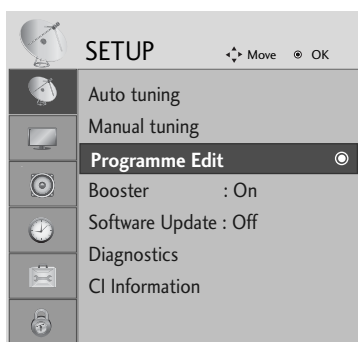 SETUP Move OK
Auto tuning
Manual tuning
Programme Edit
Booster : On
Software Update : Off
Diagnostics
CI Information